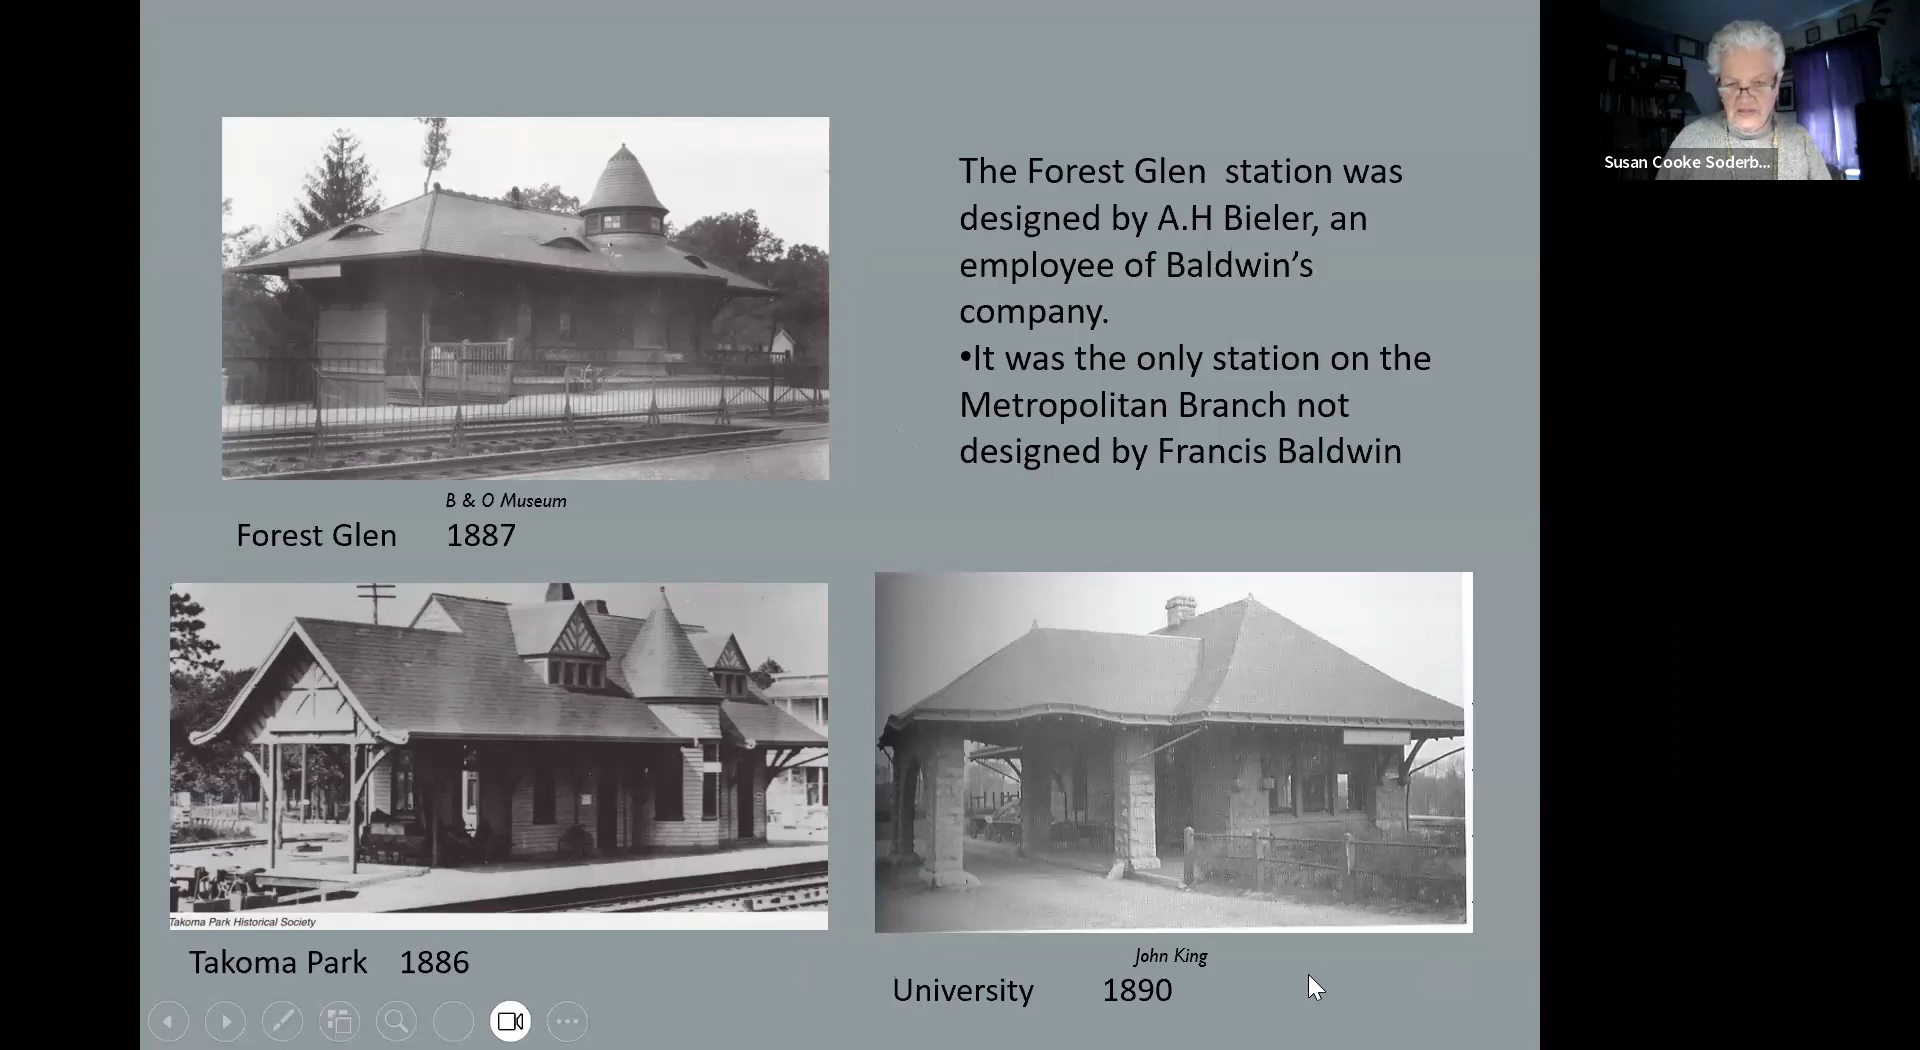 The Forest Glen  station was
designed by A.H Bieler, an
employee of Baldwin’s
company.
•It was the only station on the
Metropolitan Branch not
designed by Francis Baldwin
B & O Museum
Forest Glen 1887
Takoma Park Historical Society
Takoma Park 1886
John King
University 1890
Susan Cooke Soderb...